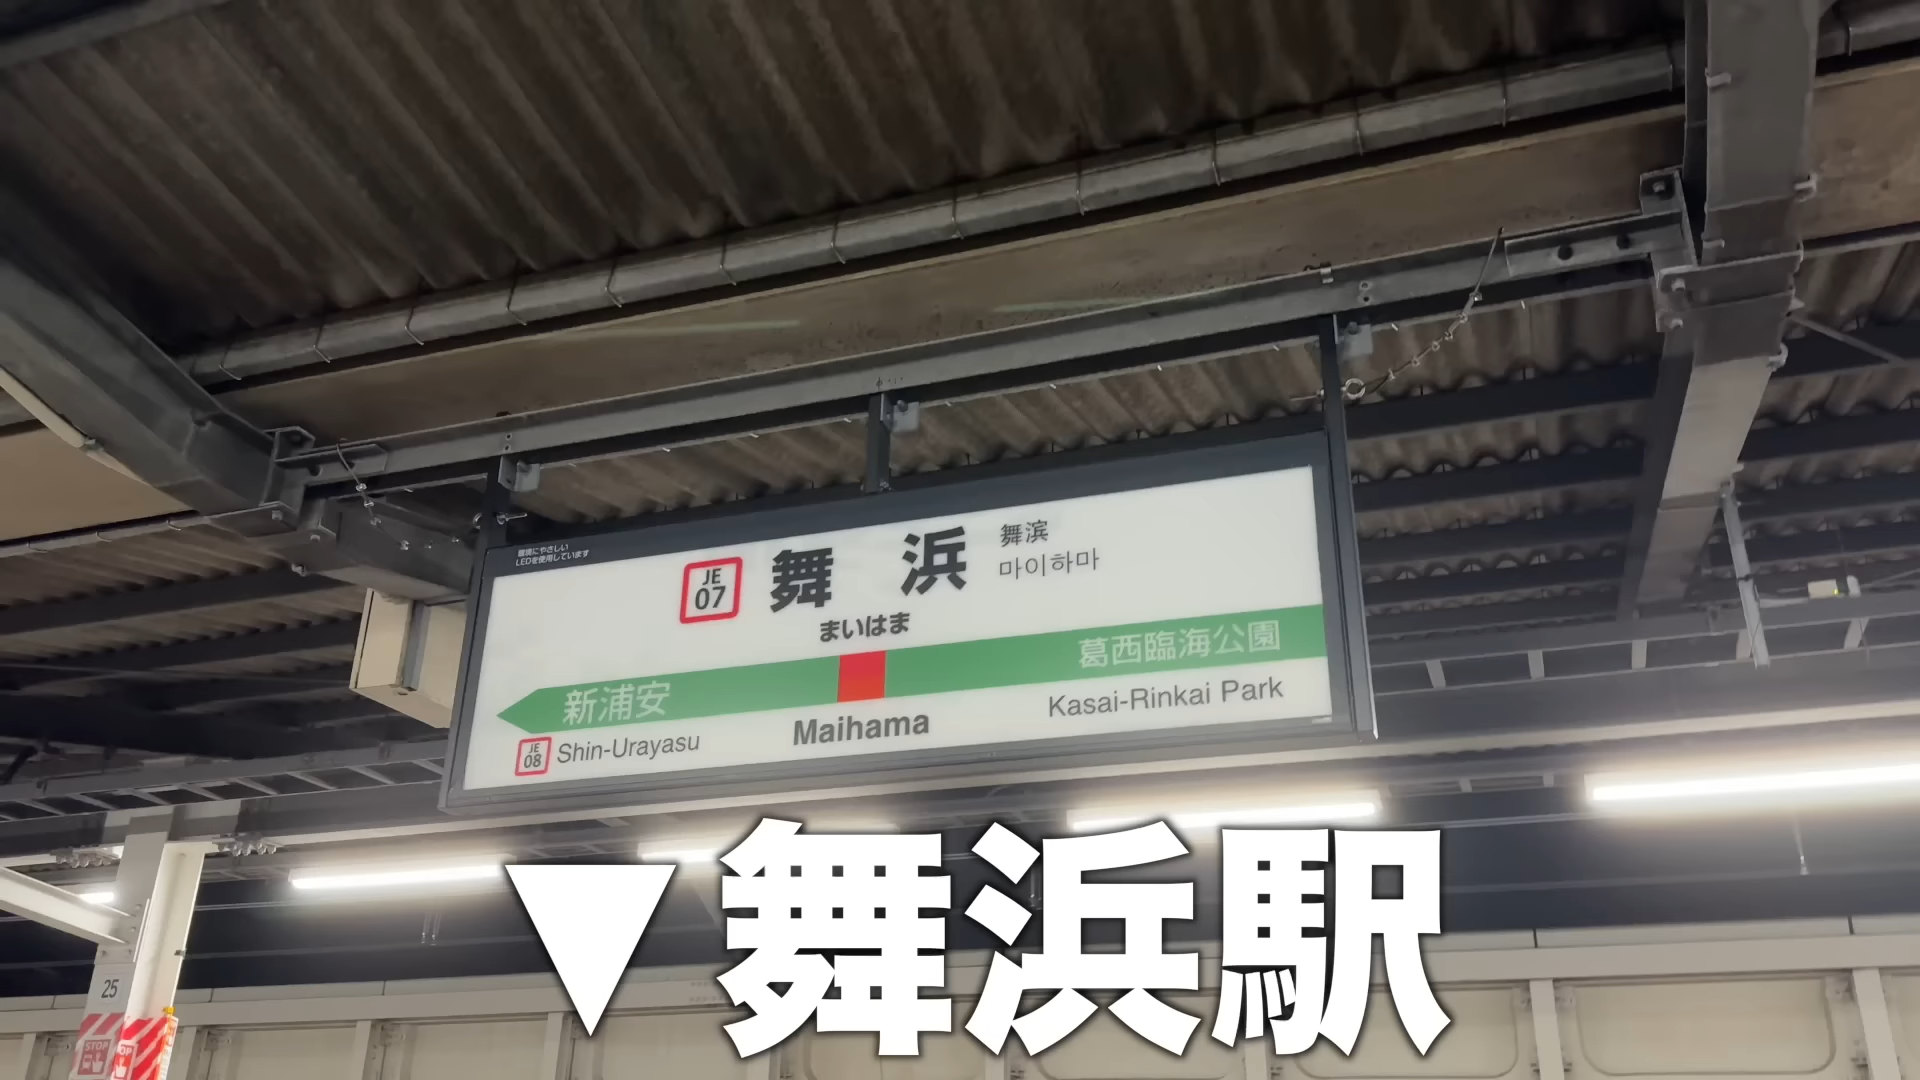 環境にやさしい
LEDを使用しています
JE
07
舞 浜
舞滨
마이하마
まいはま
新浦安
葛西臨海公園
JE
08
Shin-Urayasu
Maihama
Kasai-Rinkai Park
▼舞浜駅
25
STOP